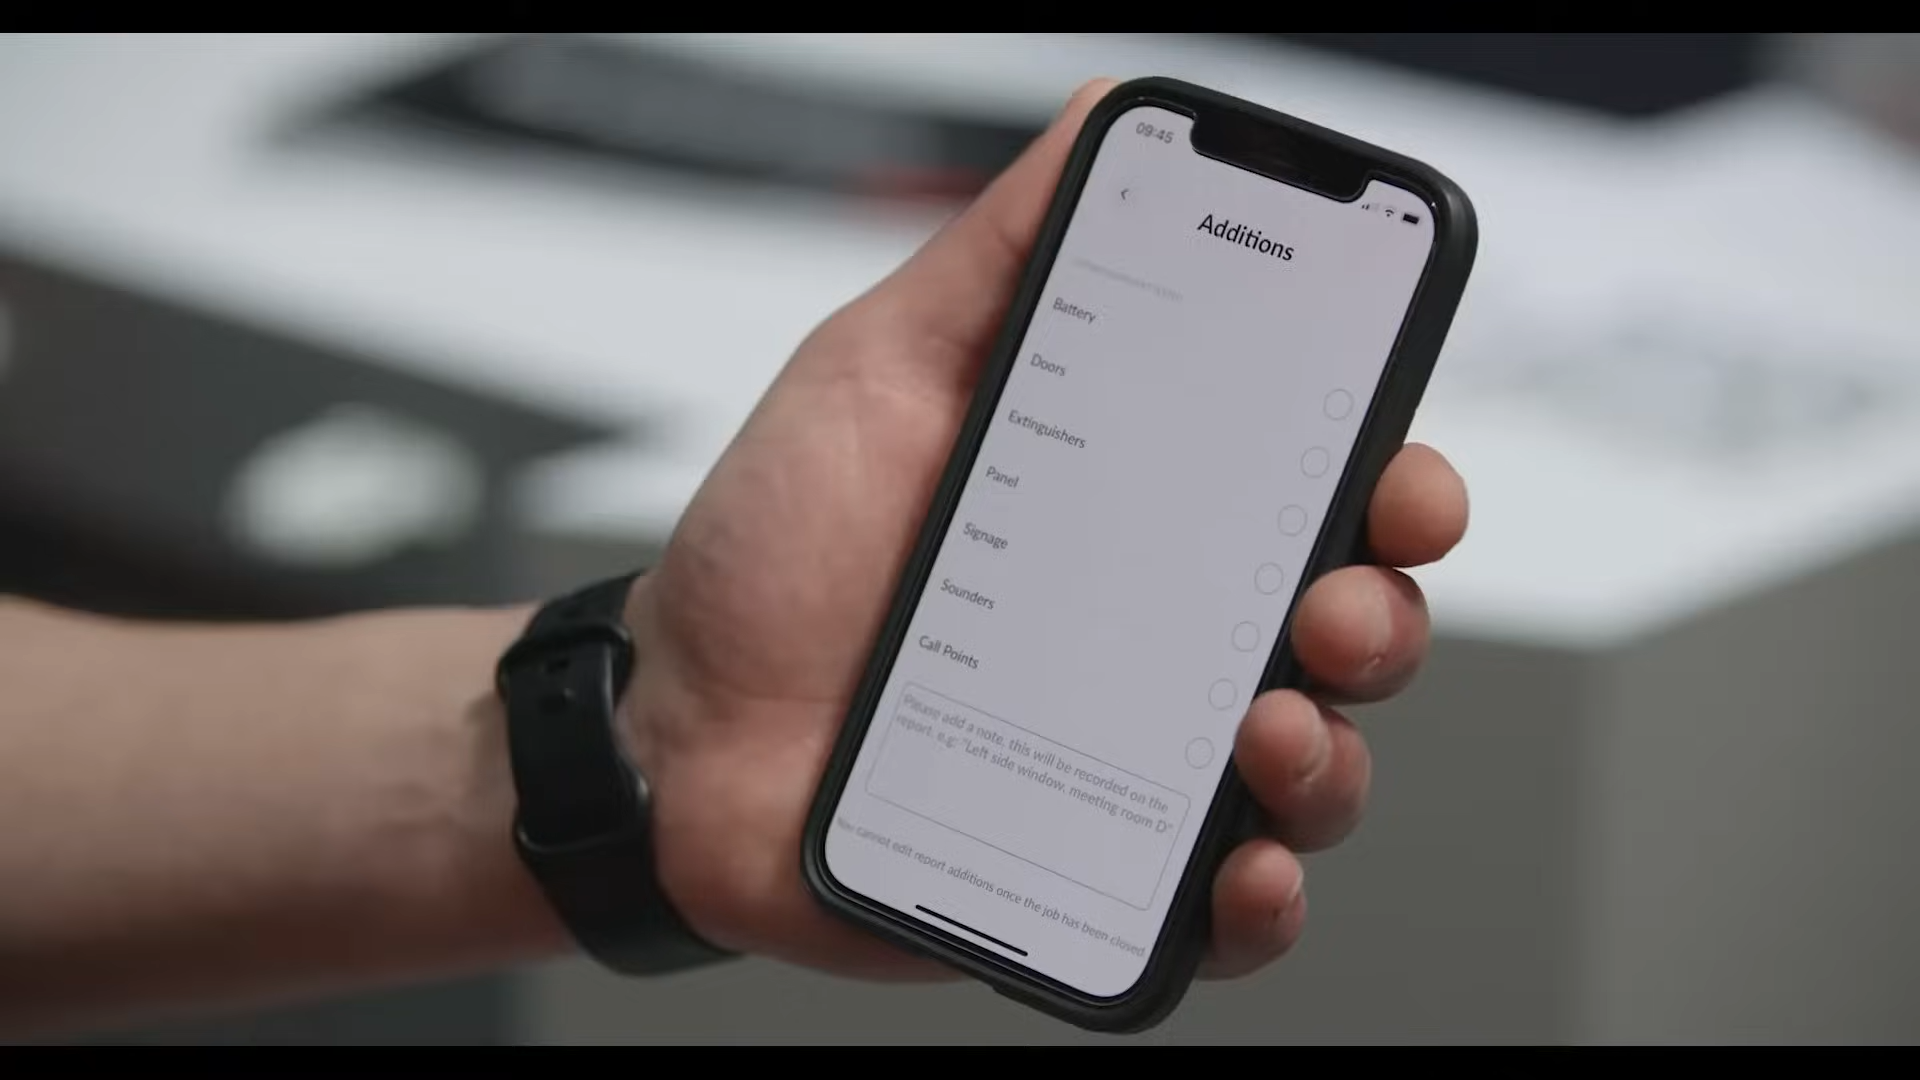 09:45
Additions
Battery
Doors
Extinguishers
Panel
Signage
Sounders
Call Points
Please add a note, this will be recorded on the
report. e.g: "Left side window, meeting room D"
You cannot edit report additions once the job has been closed